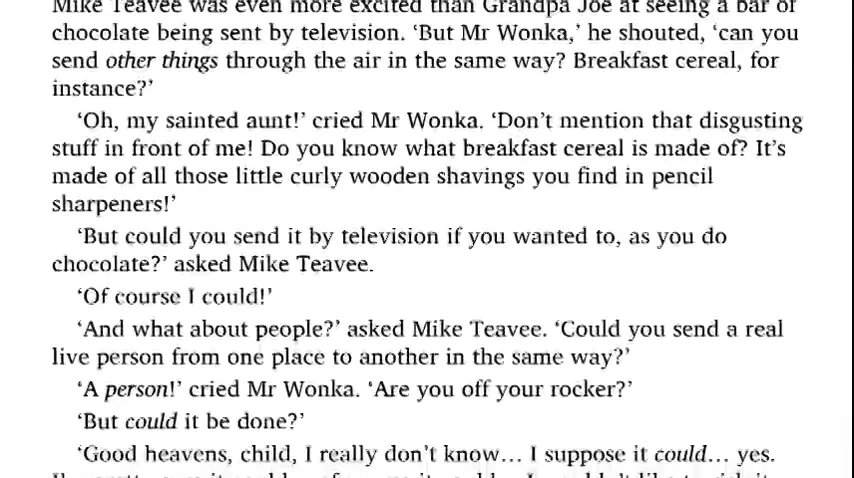 Mike Teavee was even more excited than Grandpa Joe at seeing a bar of
chocolate being sent by television. ‘But Mr Wonka,’ he shouted, ‘can you
send other things through the air in the same way? Breakfast cereal, for
instance?’
‘Oh, my sainted aunt!’ cried Mr Wonka. ‘Don’t mention that disgusting
stuff in front of me! Do you know what breakfast cereal is made of? It’s
made of all those little curly wooden shavings you find in pencil
sharpeners!’
‘But could you send it by television if you wanted to, as you do
chocolate?’ asked Mike Teavee.
‘Of course I could!’
‘And what about people?’ asked Mike Teavee. ‘Could you send a real
live person from one place to another in the same way?’
‘A person!’ cried Mr Wonka. ‘Are you off your rocker?’
‘But could it be done?’
‘Good heavens, child, I really don’t know… I suppose it could… yes.